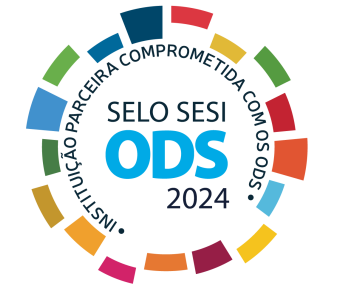 • INSTITUIÇÃO PARCEIRA COMPROMETIDA COM OS ODS •
SELO SESI
ODS
2024